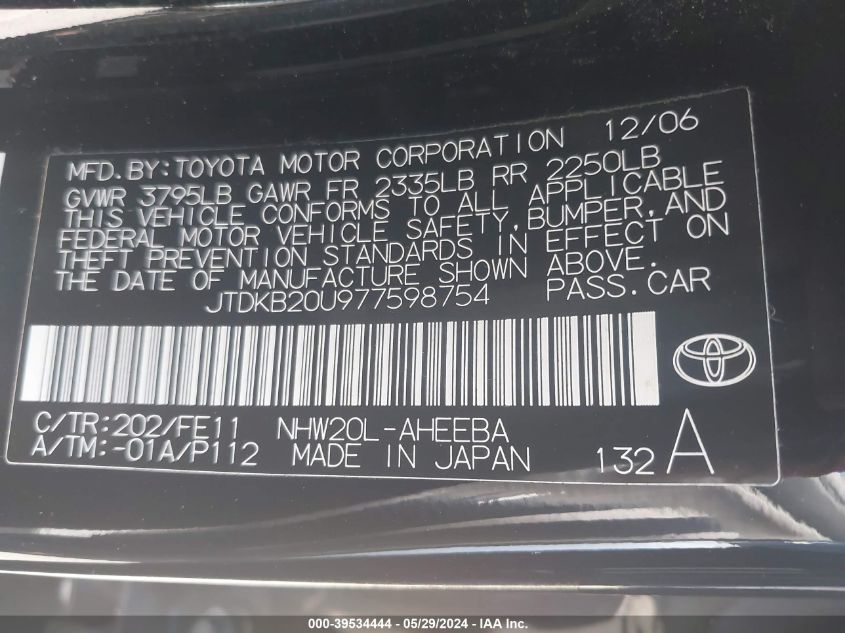 MFD.BY:TOYOTA MOTOR CORPORATION 12/06
GVWR 3795LB GAWR FR 2335LB RR 2250LB
THIS VEHICLE CONFORMS TO ALL APPLICABLE
FEDERAL MOTOR VEHICLE SAFETY,BUMPER,AND
THEFT PREVENTION STANDARDS IN EFFECT ON
THE DATE OF MANUFACTURE SHOWN ABOVE.
JTDKB20U977598754 PASS.CAR
C/TR:202/FE11 NHW20L-AHEEBA
A/TM:-01A/P112 MADE IN JAPAN 132 A
000-39534444 - 05/29/2024 - IAA Inc.